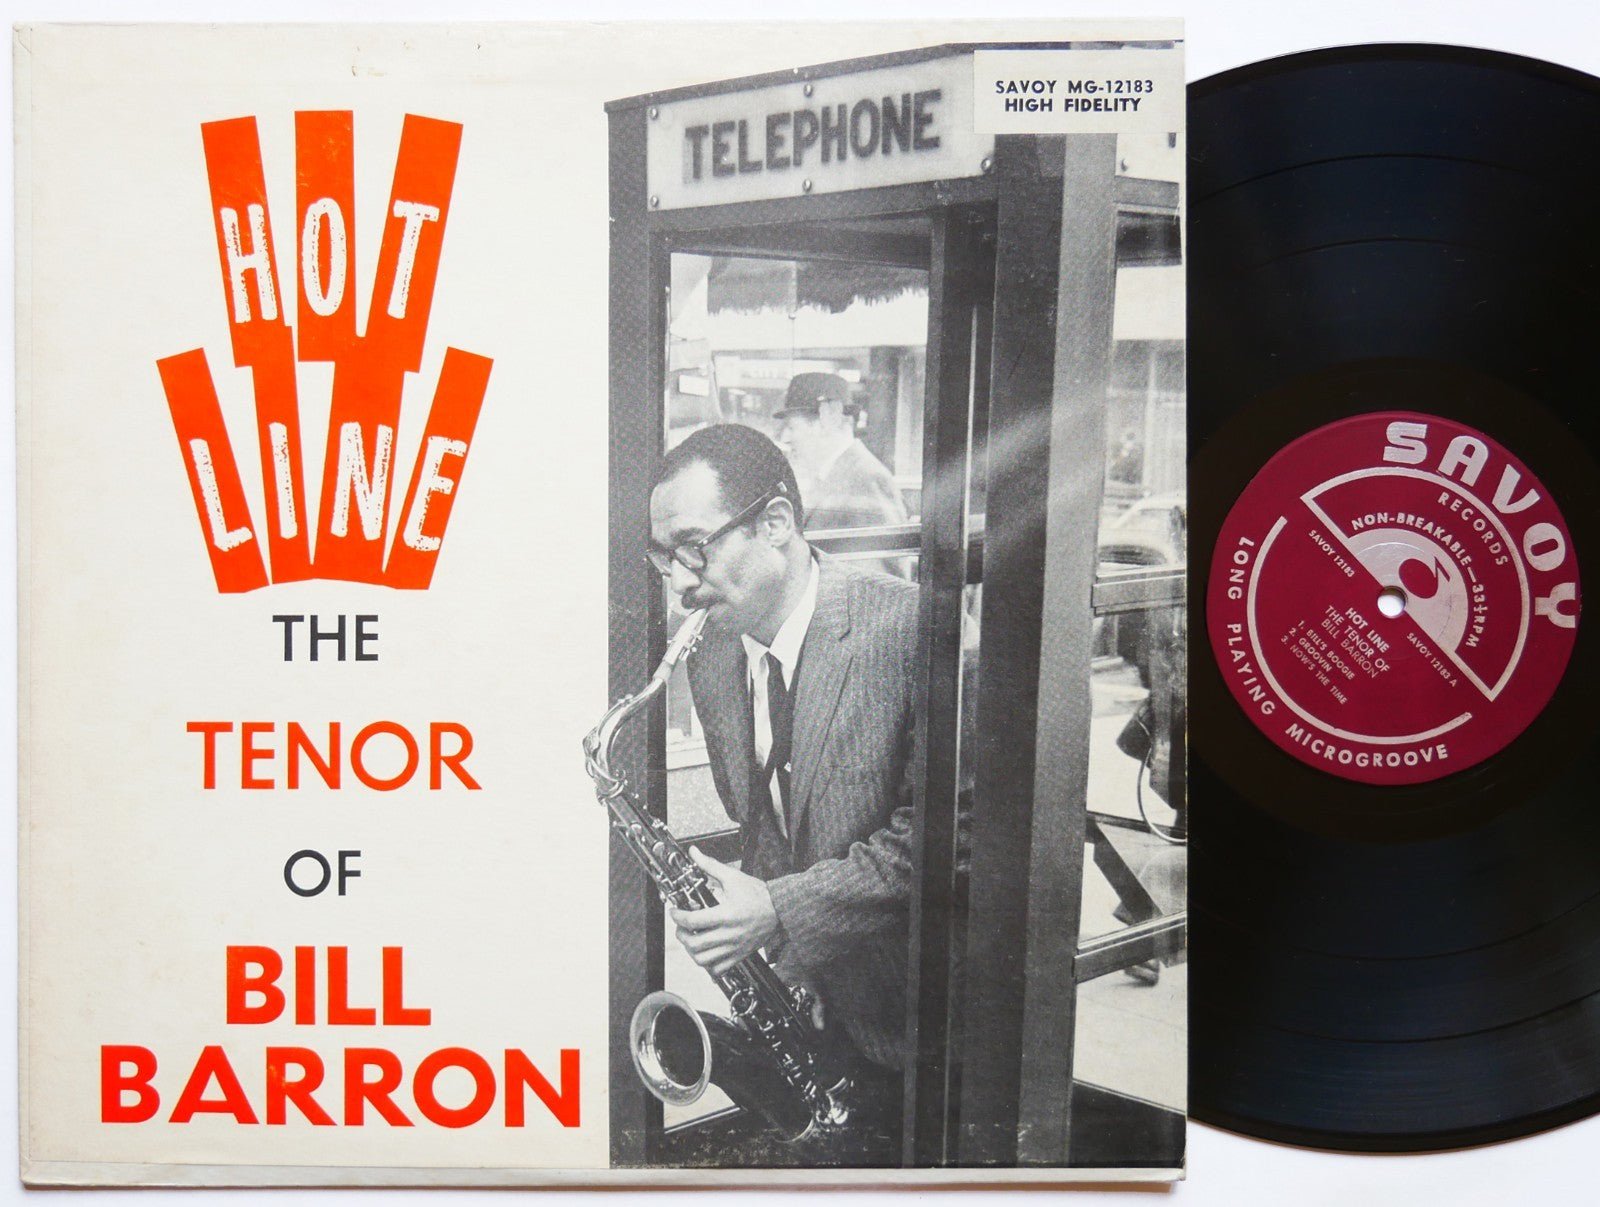 HOT
LINE
THE
TENOR
OF
BILL
BARRON
TELEPHONE
SAVOY MG-12183
HIGH FIDELITY
SAVOY
RECORDS
NON-BREAKABLE—33⅓RPM
SAVOY 12183
SAVOY 12183 A
HOT LINE
THE TENOR OF
BILL BARRON
1. BILL'S BOOGIE
2. GROOVIN'
3. NOW'S THE TIME
LONG PLAYING MICROGROOVE